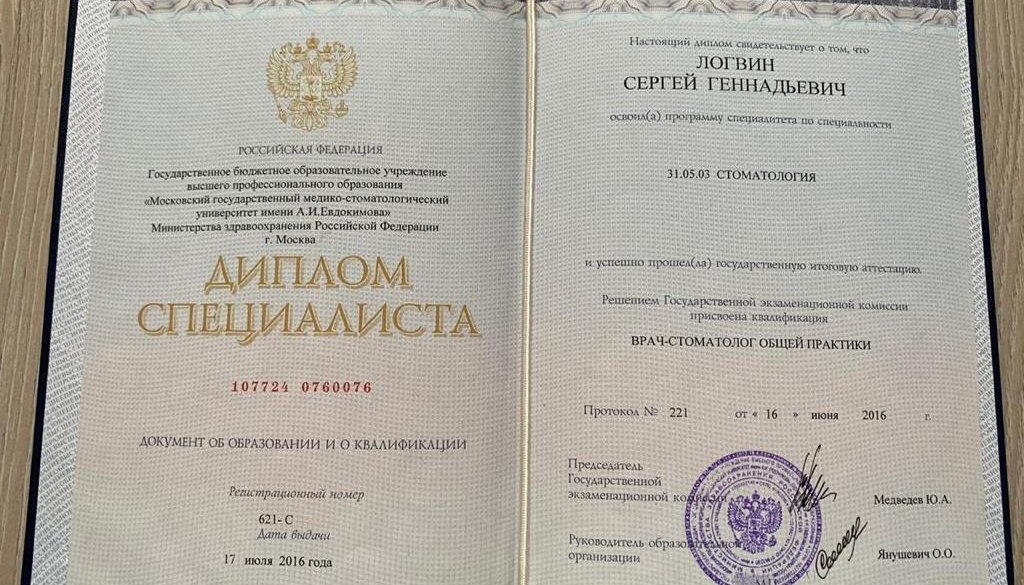 РОССИЙСКАЯ ФЕДЕРАЦИЯ
Государственное бюджетное образовательное учреждение
высшего профессионального образования
«Московский государственный медико-стоматологический
университет имени А.И.Евдокимова»
Министерства здравоохранения Российской Федерации
г. Москва
ДИПЛОМ
СПЕЦИАЛИСТА
107724 0760076
ДОКУМЕНТ ОБ ОБРАЗОВАНИИ И О КВАЛИФИКАЦИИ
Регистрационный номер
621- С
Дата выдачи
17 июля 2016 года
Настоящий диплом свидетельствует о том, что
ЛОГВИН
СЕРГЕЙ ГЕННАДЬЕВИЧ
освоил(а) программу специалитета по специальности
31.05.03 СТОМАТОЛОГИЯ
и успешно прошел(ла) государственную итоговую аттестацию.
Решением Государственной экзаменационной комиссии
присвоена квалификация
ВРАЧ-СТОМАТОЛОГ ОБЩЕЙ ПРАКТИКИ
Протокол № 221 от « 16 » июня 2016 г.
Председатель
Государственной
экзаменационной комиссии
Медведев Ю.А.
Руководитель образовательной
организации
Янушевич О.О.